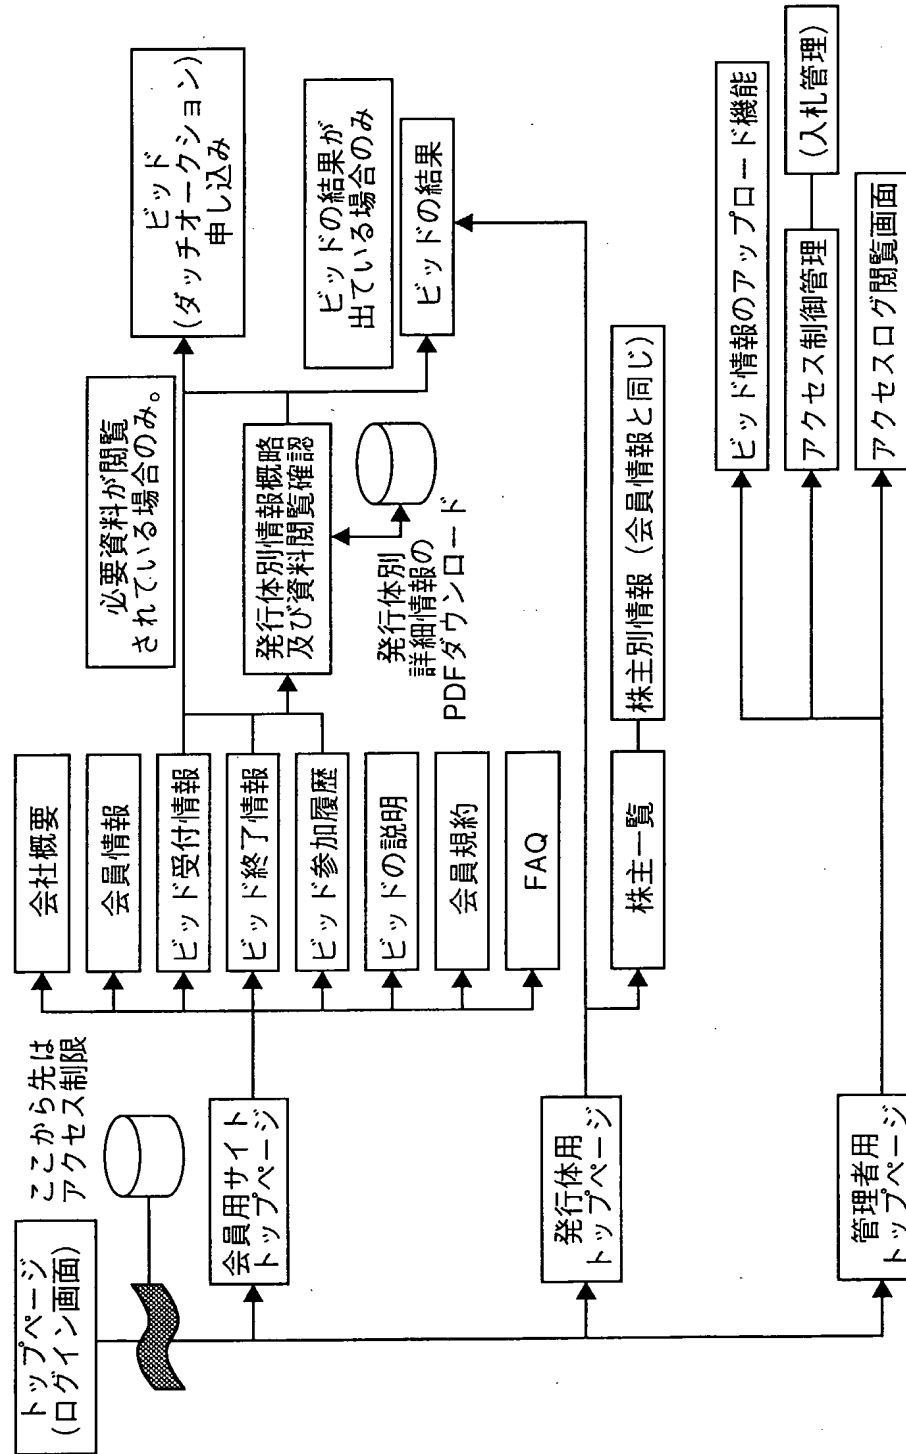 トップページ
(ログイン画面)
ここから先は
アクセス制限
会員用サイト
トップページ
会社概要
会員情報
ビッド受付情報
ビッド終了情報
ビッド参加履歴
ビッドの説明
会員規約
FAQ
必要資料が閲覧
されている場合のみ。
発行体別情報概略
及び資料閲覧確認
発行体別
詳細情報の
PDFダウンロード
ビッド
(ダッチオークション)
申し込み
ビッドの結果が
出ている場合のみ
ビッドの結果
発行体用
トップページ
株主一覧
株主別情報(会員情報と同じ)
管理者用
トップページ
ビッド情報のアップロード機能
アクセス制御管理
(入札管理)
アクセスログ閲覧画面